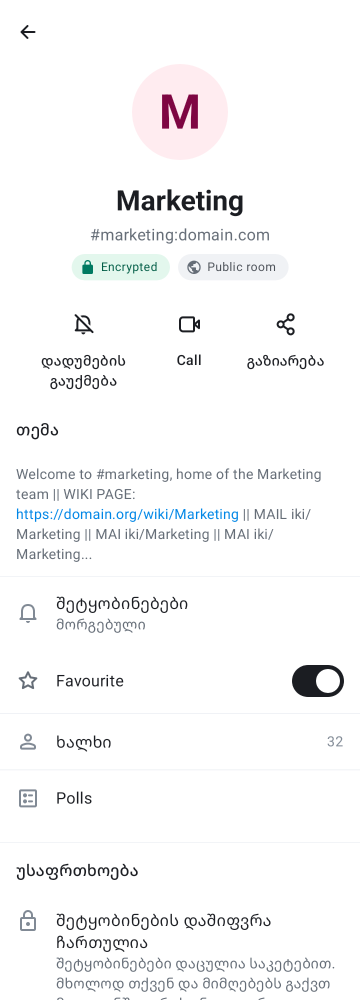 M
Marketing
#marketing:domain.com
Encrypted Public room
დადუმების გაუქმება
Call
გაზიარება
თემა
Welcome to #marketing, home of the Marketing
team || WIKI PAGE:
https://domain.org/wiki/Marketing || MAIL iki/
Marketing || MAI iki/Marketing || MAI iki/
Marketing...
შეტყობინებები
მორგებული
Favourite
ხალხი 32
Polls
უსაფრთხოება
შეტყობინების დაშიფვრა
ჩართულია
შეტყობინებები დაცულია საკეტებით.
მხოლოდ თქვენ და მიმღებებს გაქვთ